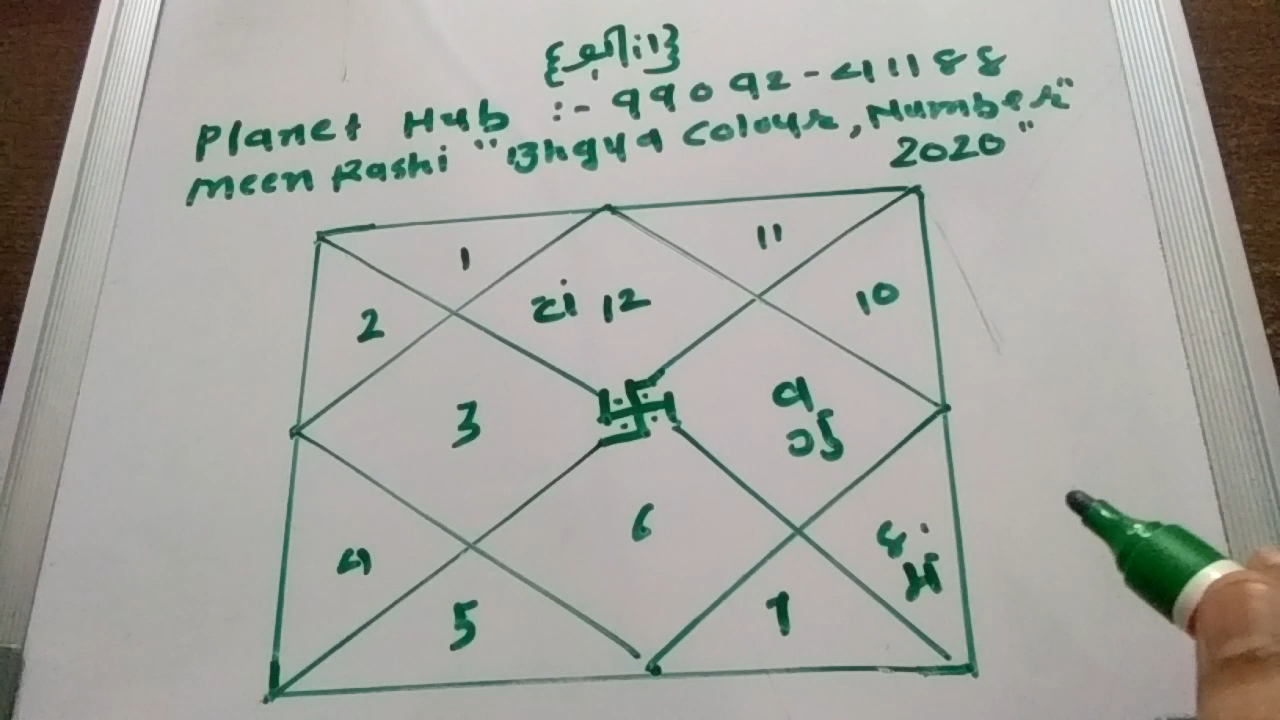 Planet Hub :- 99092-41188
Meen Rashi "Bhgya Colour, Number"
2020"
1
11
2
ચં 12
10
3
9
ગુ
6
4
8
મં
5
7